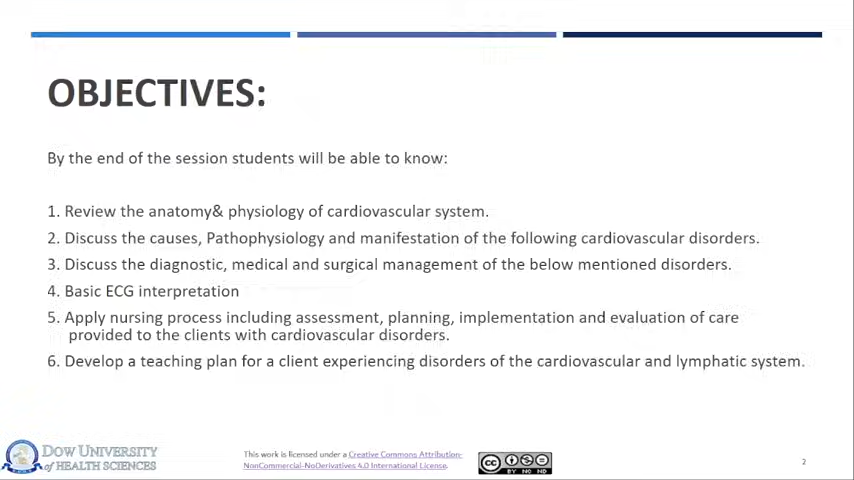 OBJECTIVES:
By the end of the session students will be able to know:
1. Review the anatomy& physiology of cardiovascular system.
2. Discuss the causes, Pathophysiology and manifestation of the following cardiovascular disorders.
3. Discuss the diagnostic, medical and surgical management of the below mentioned disorders.
4. Basic ECG interpretation
5. Apply nursing process including assessment, planning, implementation and evaluation of care
provided to the clients with cardiovascular disorders.
6. Develop a teaching plan for a client experiencing disorders of the cardiovascular and lymphatic system.
DOW UNIVERSITY
of HEALTH SCIENCES
This work is licensed under a Creative Commons Attribution-
NonCommercial-NoDerivatives 4.0 International License.
cc
BY NC ND
2